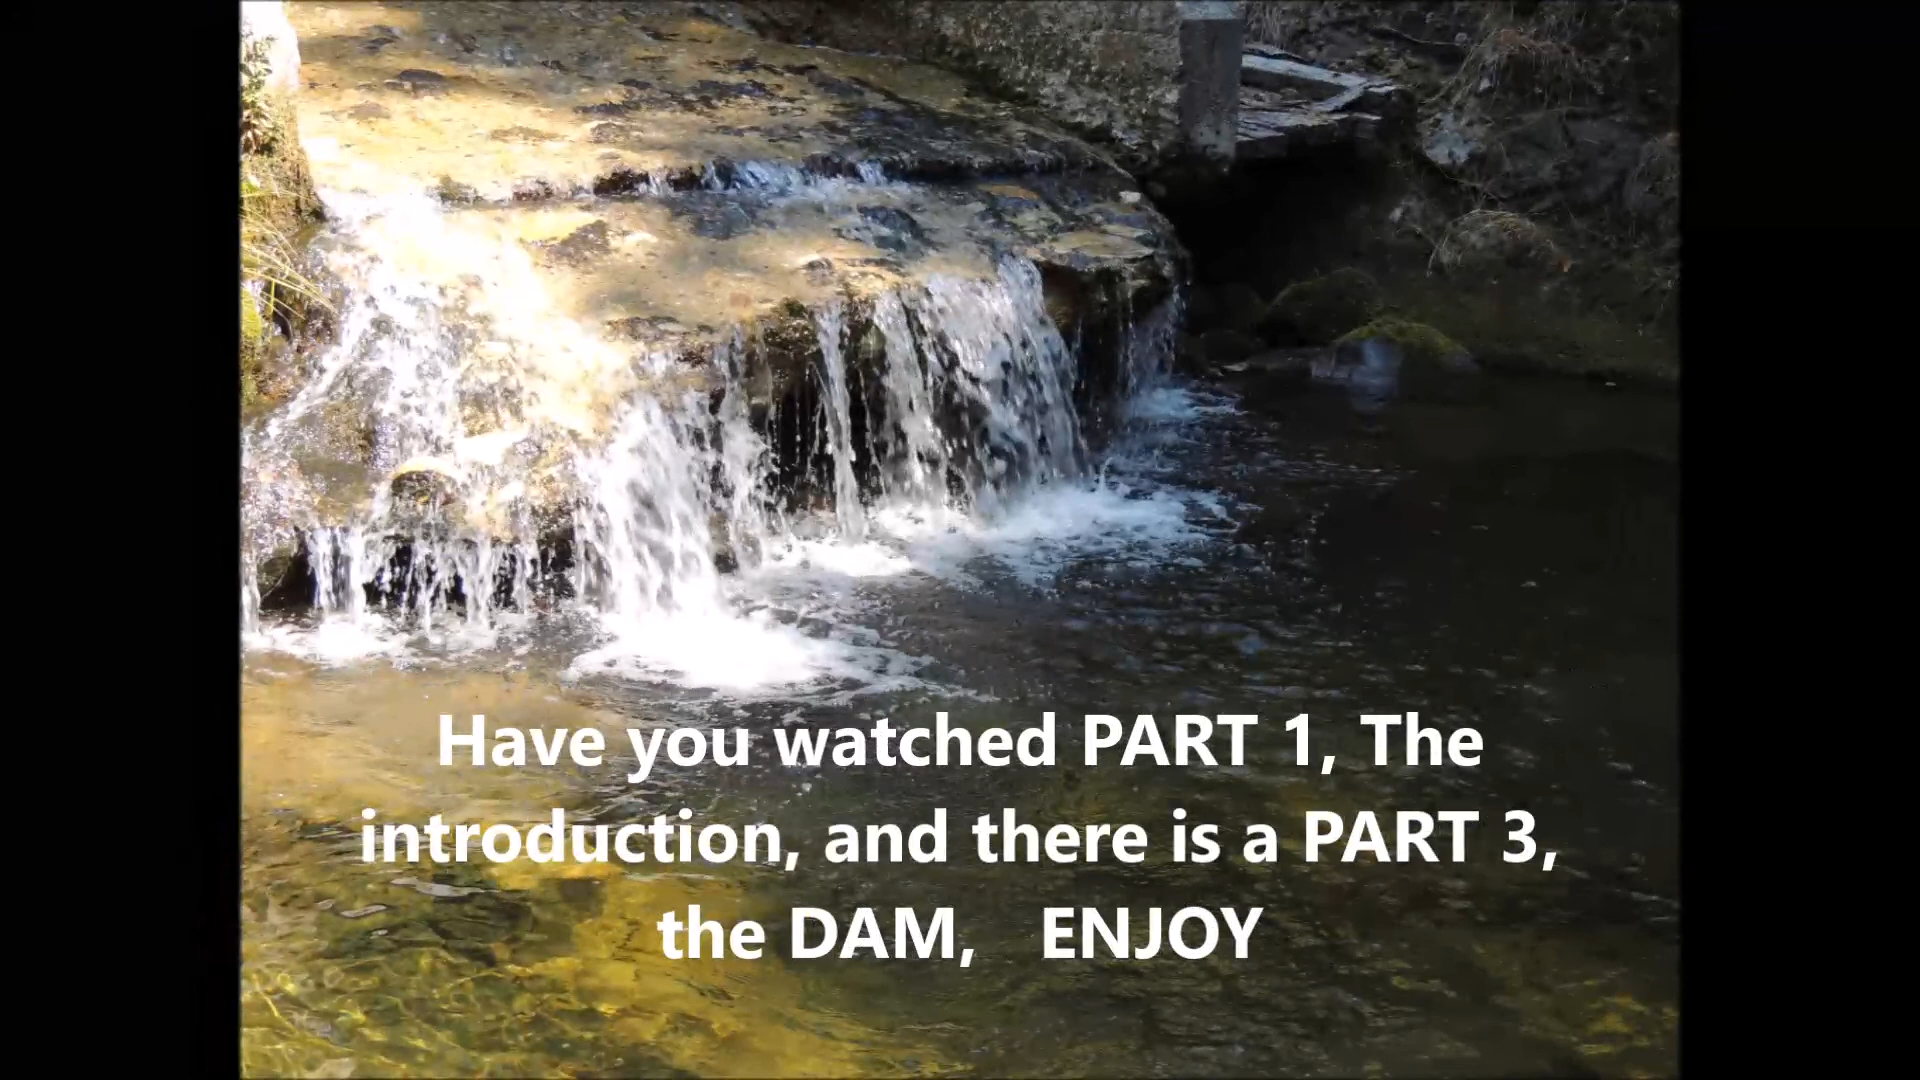 Have you watched PART 1, The
introduction, and there is a PART 3,
the DAM,   ENJOY